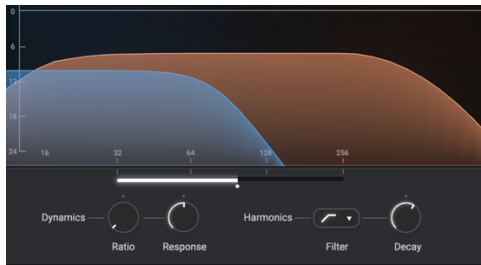 0
6
12
18
24
16 32 64 128 256
Dynamics
Harmonics
Ratio Response Filter Decay